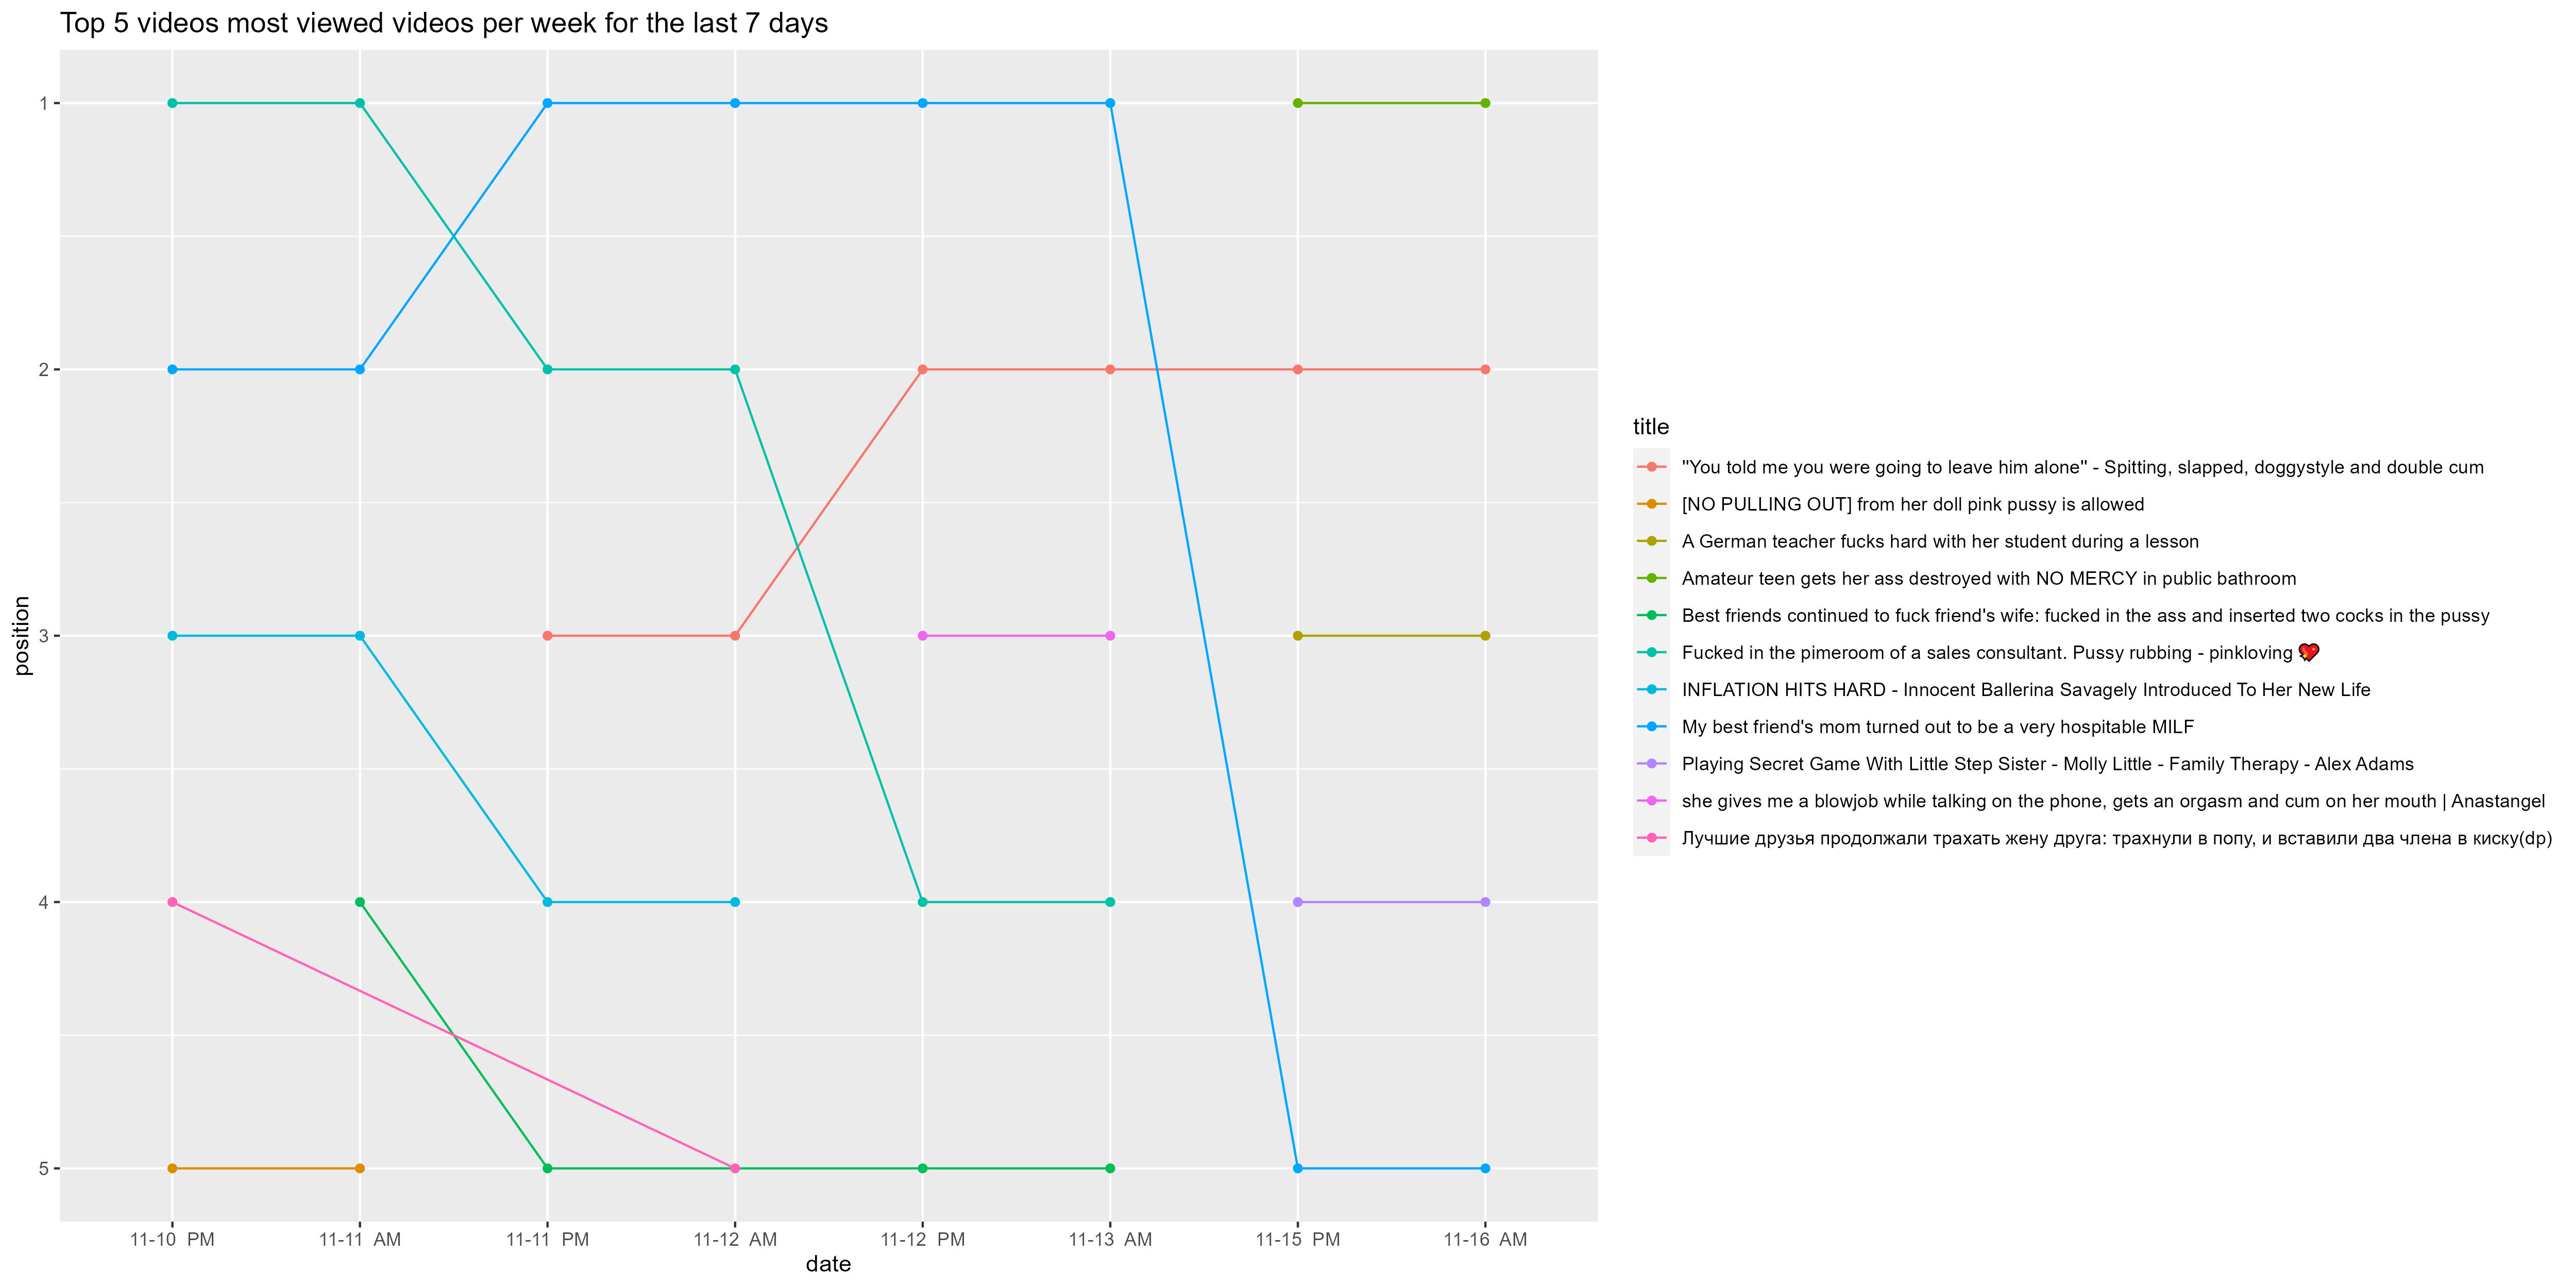 Top 5 videos most viewed videos per week for the last 7 days
position
1
2
3
4
5
11-10 PM
11-11 AM
11-11 PM
11-12 AM
11-12 PM
11-13 AM
11-15 PM
11-16 AM
date
title
"You told me you were going to leave him alone" - Spitting, slapped, doggystyle and double cum
[NO PULLING OUT] from her doll pink pussy is allowed
A German teacher fucks hard with her student during a lesson
Amateur teen gets her ass destroyed with NO MERCY in public bathroom
Best friends continued to fuck friend's wife: fucked in the ass and inserted two cocks in the pussy
Fucked in the pimeroom of a sales consultant. Pussy rubbing - pinkloving 💖
INFLATION HITS HARD - Innocent Ballerina Savagely Introduced To Her New Life
My best friend's mom turned out to be a very hospitable MILF
Playing Secret Game With Little Step Sister - Molly Little - Family Therapy - Alex Adams
she gives me a blowjob while talking on the phone, gets an orgasm and cum on her mouth | Anastangel
Лучшие друзья продолжали трахать жену друга: трахнули в попу, и вставили два члена в киску(dp)